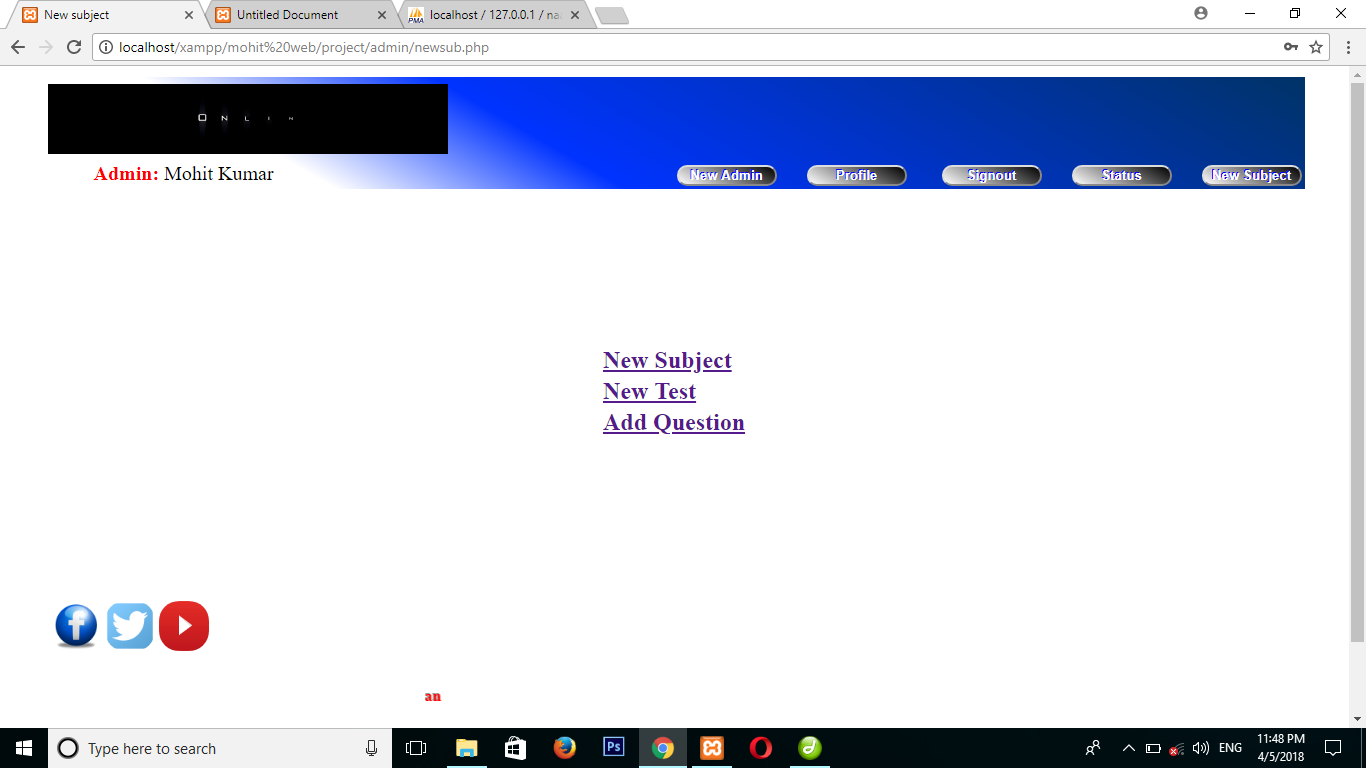 New subject
Untitled Document
localhost / 127.0.0.1 / na
localhost/xampp/mohit%20web/project/admin/newsub.php
Onlin
Admin: Mohit Kumar
New Admin
Profile
Signout
Status
New Subject
New Subject
New Test
Add Question
an
Type here to search
Ps
ENG
11:48 PM
4/5/2018